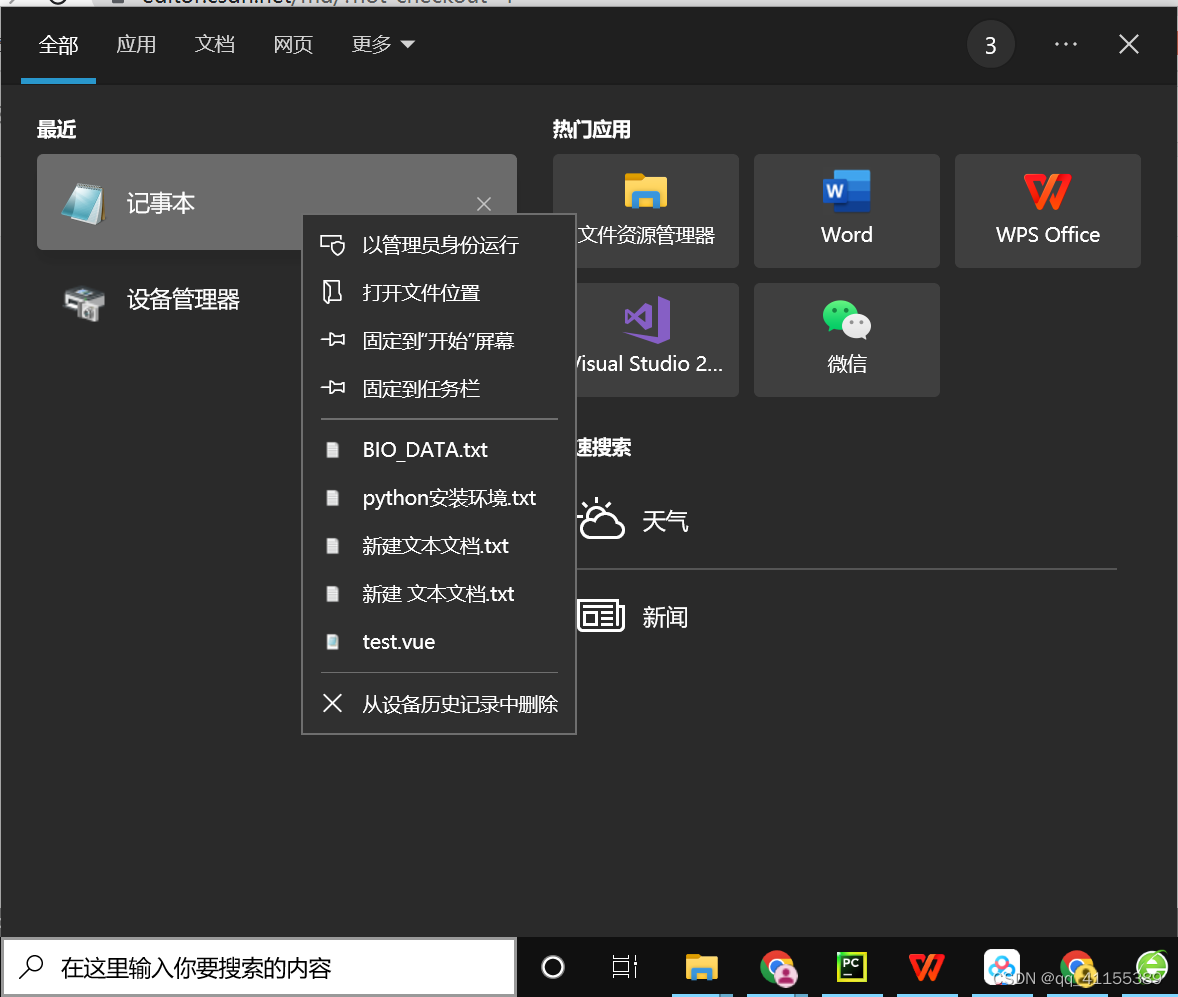 全部 应用 文档 网页 更多
3
最近
记事本
设备管理器
以管理员身份运行
打开文件位置
固定到“开始”屏幕
固定到任务栏
BIO_DATA.txt
python安装环境.txt
新建文本文档.txt
新建 文本文档.txt
test.vue
从设备历史记录中删除
热门应用
文件资源管理器
Word
WPS Office
isual Studio 2...
微信
速搜索
天气
新闻
在这里输入你要搜索的内容
PC
CSDN @qq_41155389